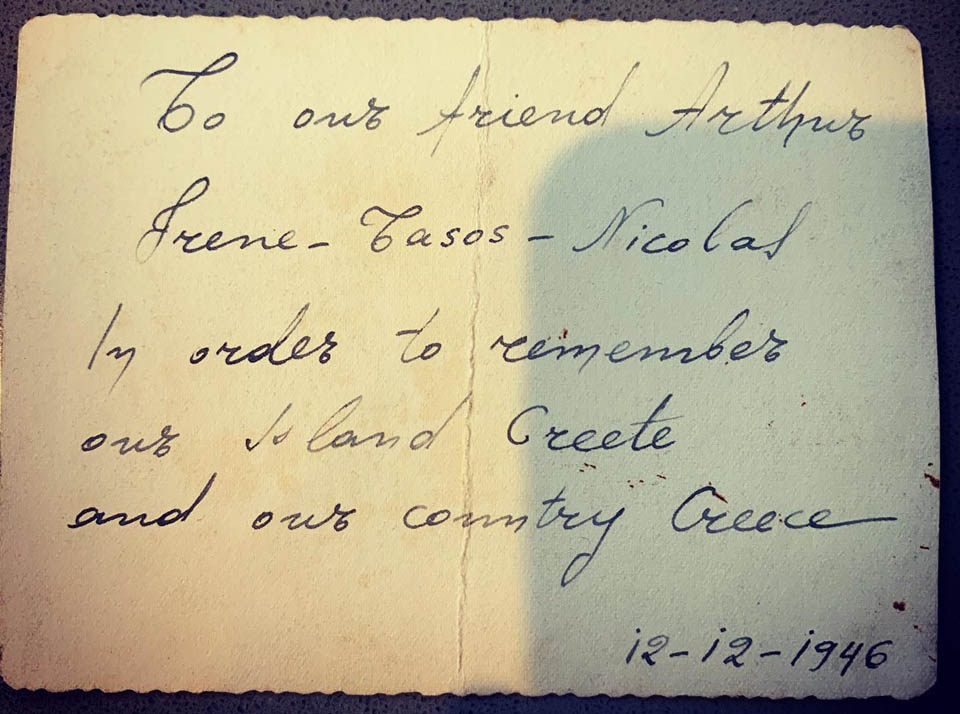 To our friend Arthur
Irene - Tasos - Nicolas
In order to remember
our Island Creete
and our country Greece
12-12-1946